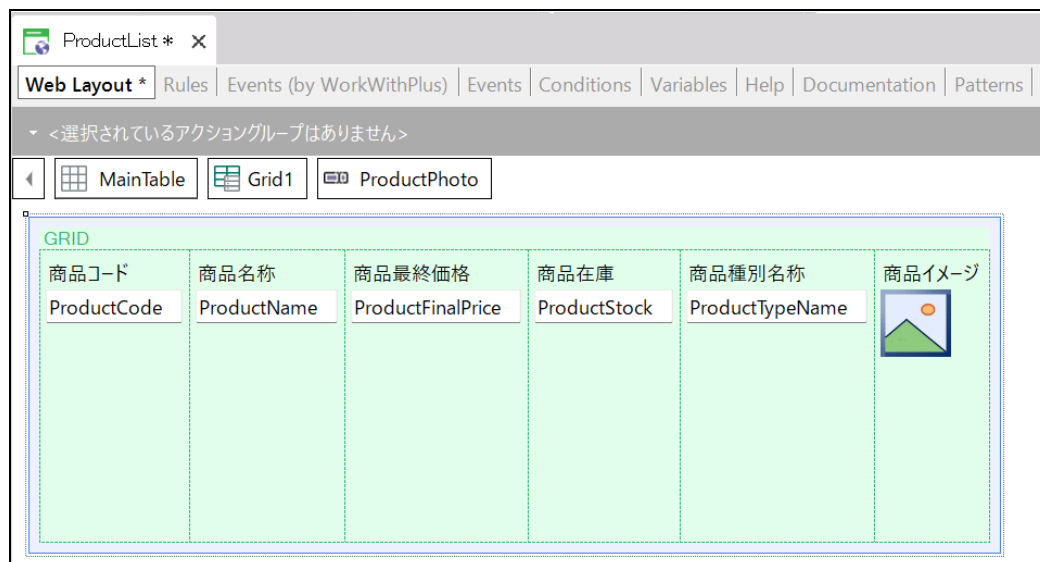 ProductList *
Web Layout * Rules Events (by WorkWithPlus) Events Conditions Variables Help Documentation Patterns
<選択されているアクショングループはありません>
MainTable Grid1 ProductPhoto
GRID
商品コード 商品名称 商品最終価格 商品在庫 商品種別名称 商品イメージ
ProductCode ProductName ProductFinalPrice ProductStock ProductTypeName